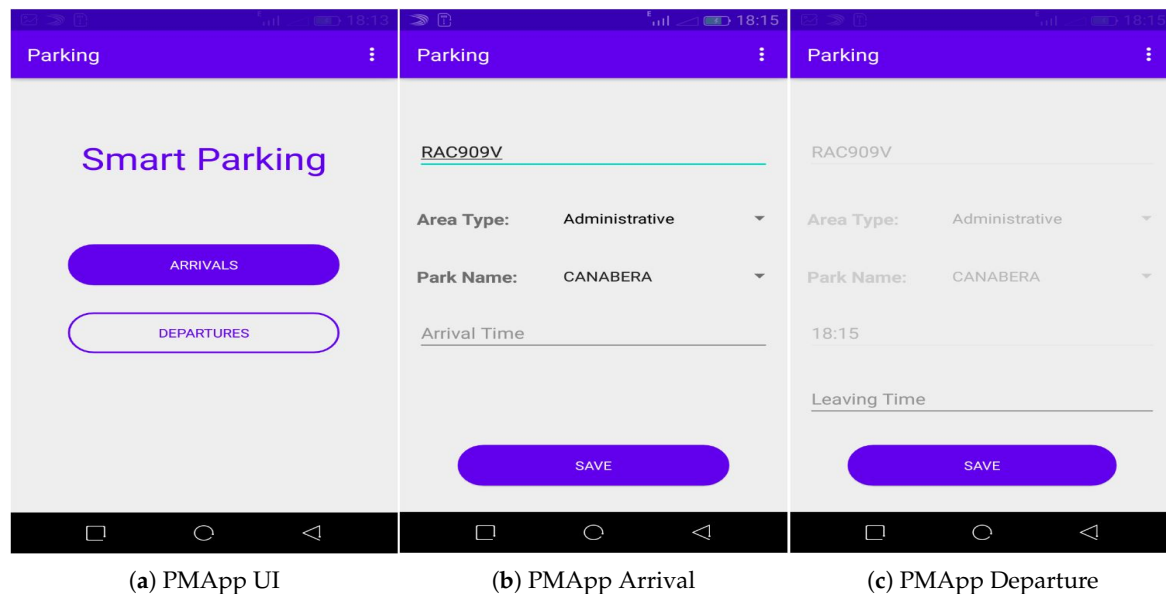 18:13
Parking
Smart Parking
ARRIVALS
DEPARTURES
(a) PMApp UI
E 18:15
Parking
RAC909V
Area Type: Administrative
Park Name: CANABERA
Arrival Time
SAVE
(b) PMApp Arrival
18:15
Parking
RAC909V
Area Type: Administrative
Park Name: CANABERA
18:15
Leaving Time
SAVE
(c) PMApp Departure